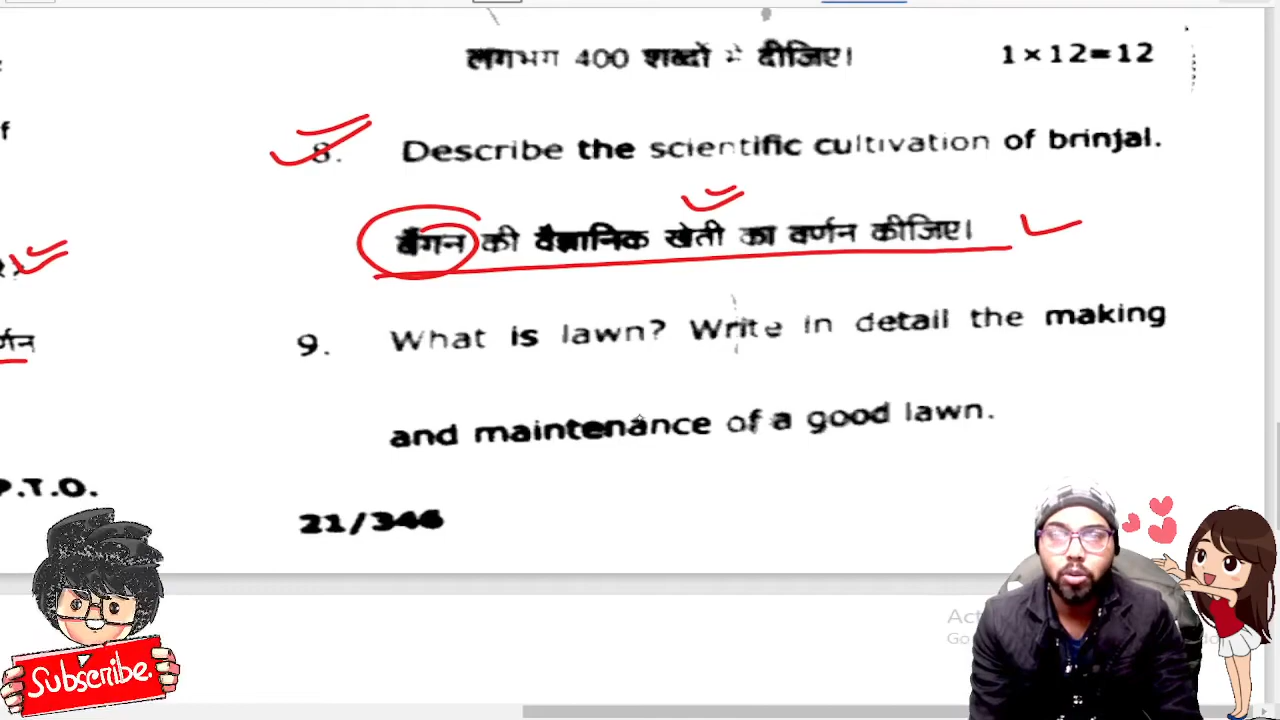 लगभग 400 शब्दों में दीजिए। 1 × 12 = 12
f
8. Describe the scientific cultivation of brinjal.
बैंगन की वैज्ञानिक खेती का वर्णन कीजिए।
र्णन
9. What is lawn? Write in detail the making
and maintenance of a good lawn.
P.T.O.
21/346
Subscribe